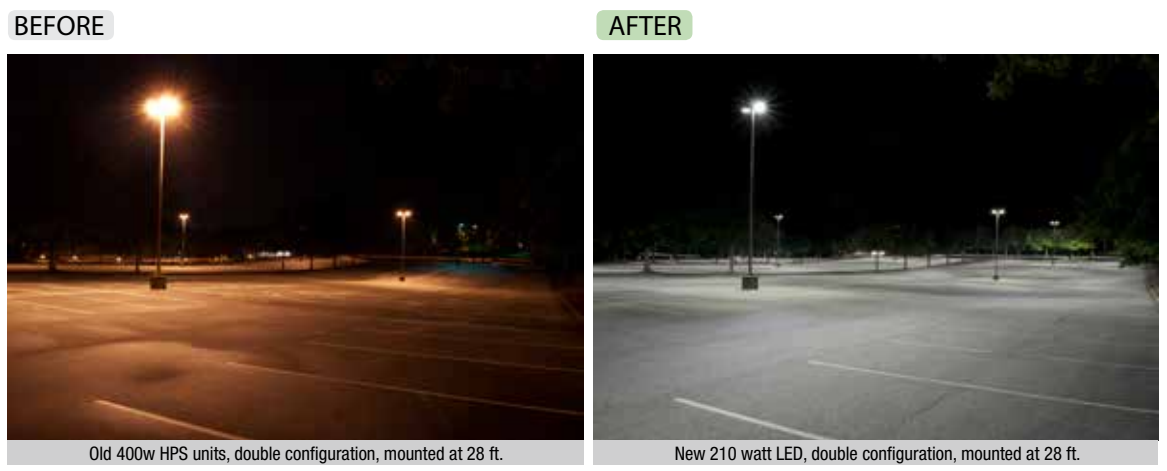 BEFORE
AFTER
Old 400w HPS units, double configuration, mounted at 28 ft.
New 210 watt LED, double configuration, mounted at 28 ft.